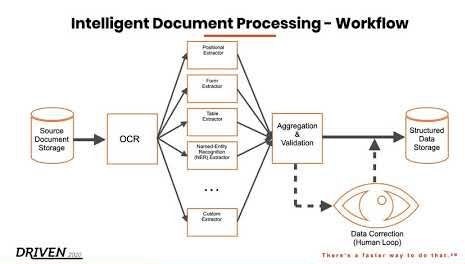 Intelligent Document Processing - Workflow
Positional
Extractor
Form
Extractor
Table
Extractor
Named-Entity
Recognition
(NER) Extractor
...
Custom
Extractor
Source
Document
Storage
OCR
Aggregation
&
Validation
Structured
Data
Storage
Data Correction
(Human Loop)
DRIVEN 2020
There's a faster way to do that.℠